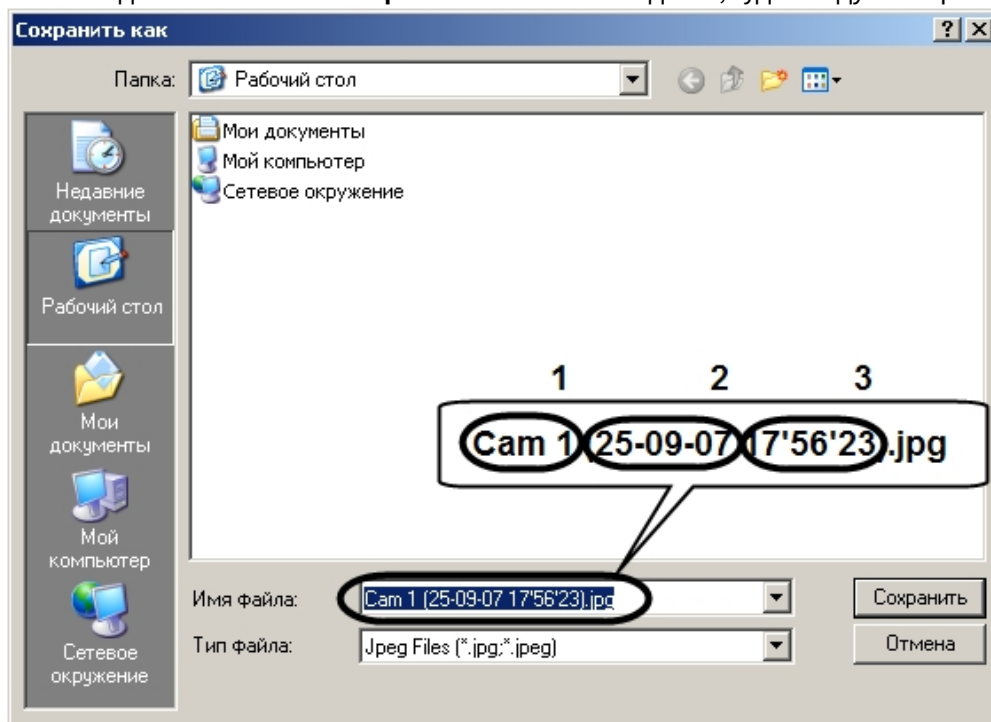 Сохранить как
Папка: Рабочий стол
Недавние
документы
Рабочий стол
Мои
документы
Мой
компьютер
Сетевое
окружение
Мои документы
Мой компьютер
Сетевое окружение
1 2 3
Cam 1 (25-09-07 17'56'23).jpg
Имя файла: Cam 1 (25-09-07 17'56'23).jpg Сохранить
Тип файла: Jpeg Files (*.jpg;*.jpeg) Отмена